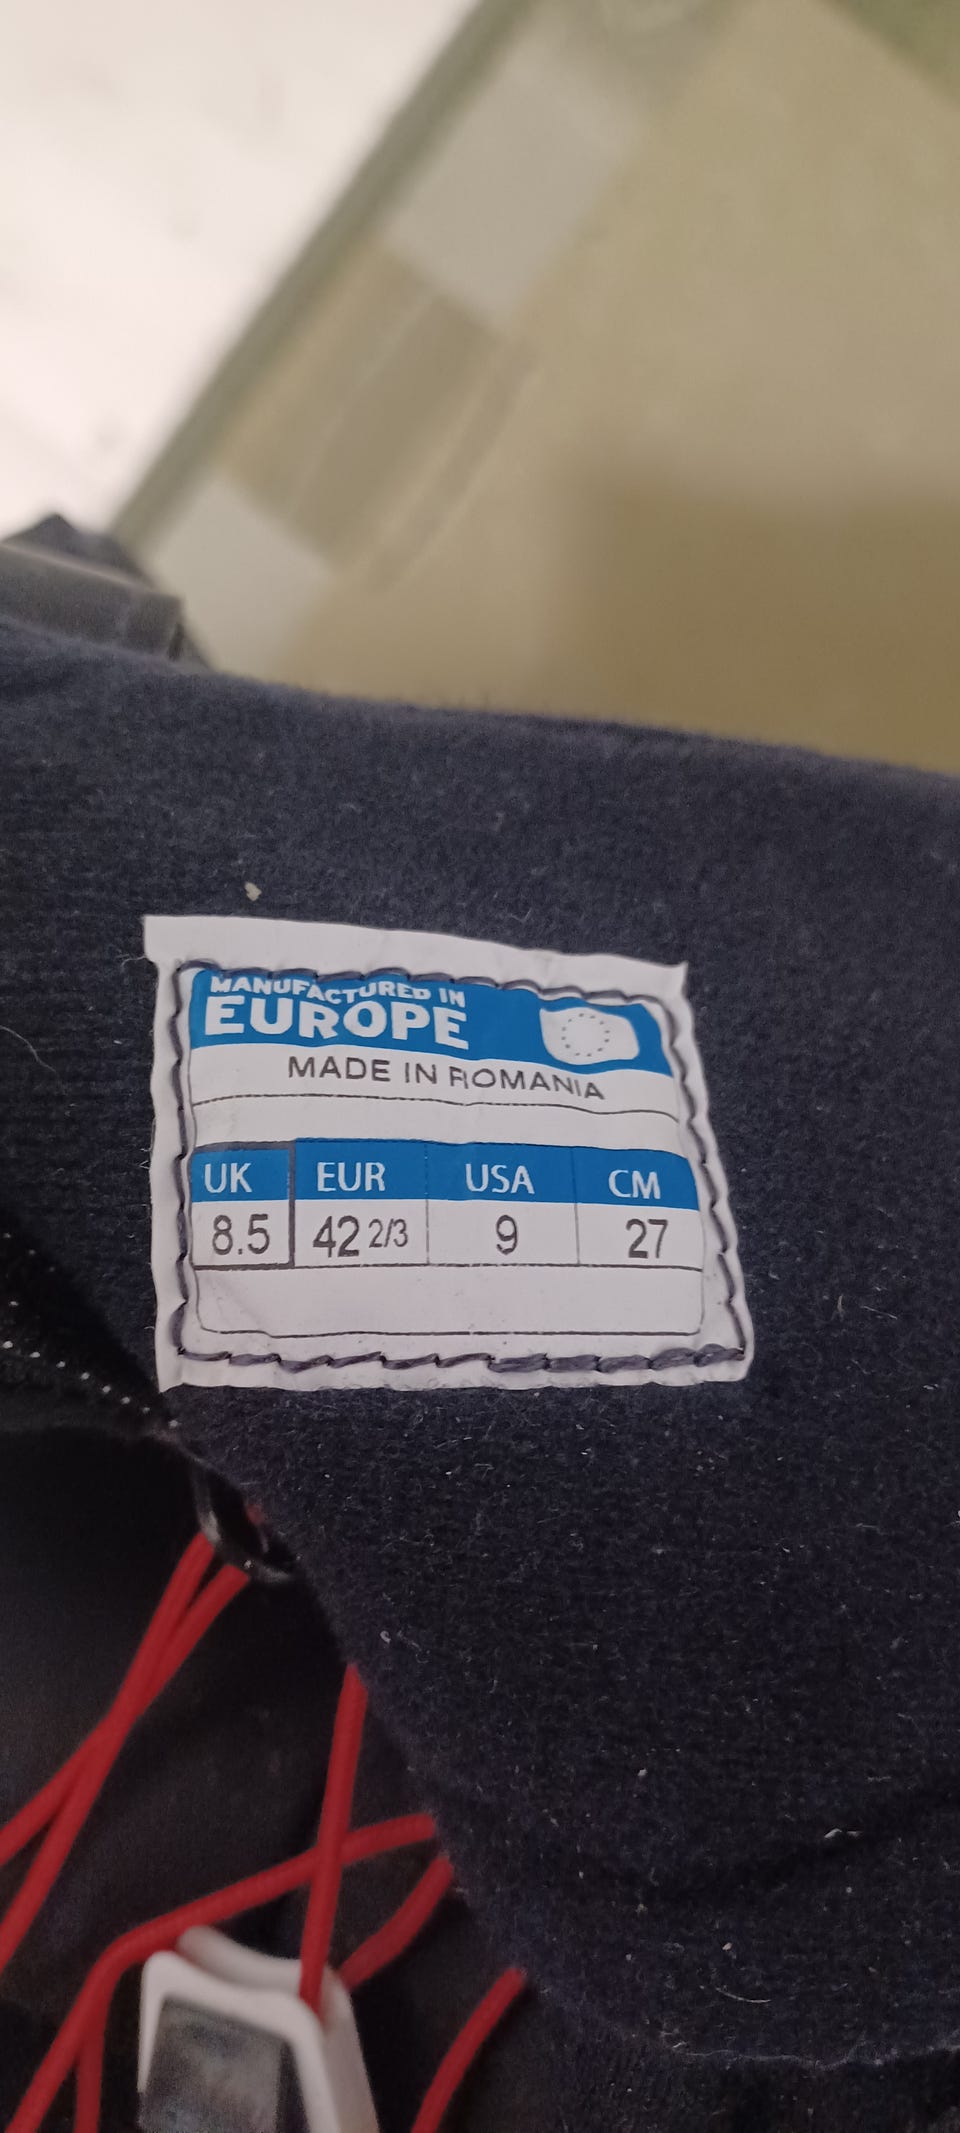 MANUFACTURED IN
EUROPE
MADE IN ROMANIA
UK EUR USA CM
8.5 42 2/3 9 27